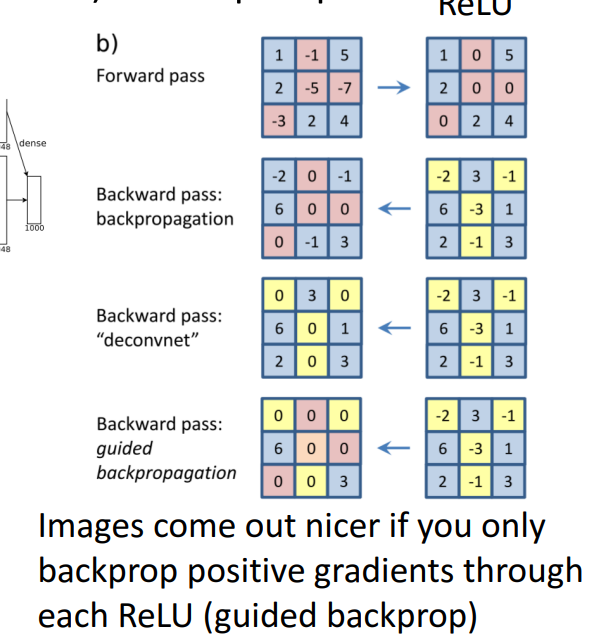 ReLU
b)
Forward pass
1 -1 5
2 -5 -7
-3 2 4
1 0 5
2 0 0
0 2 4
48
dense
1000
48
Backward pass:
backpropagation
-2 0 -1
6 0 0
0 -1 3
-2 3 -1
6 -3 1
2 -1 3
Backward pass:
“deconvnet”
0 3 0
6 0 1
2 0 3
-2 3 -1
6 -3 1
2 -1 3
Backward pass:
guided
backpropagation
0 0 0
6 0 0
0 0 3
-2 3 -1
6 -3 1
2 -1 3
Images come out nicer if you only
backprop positive gradients through
each ReLU (guided backprop)